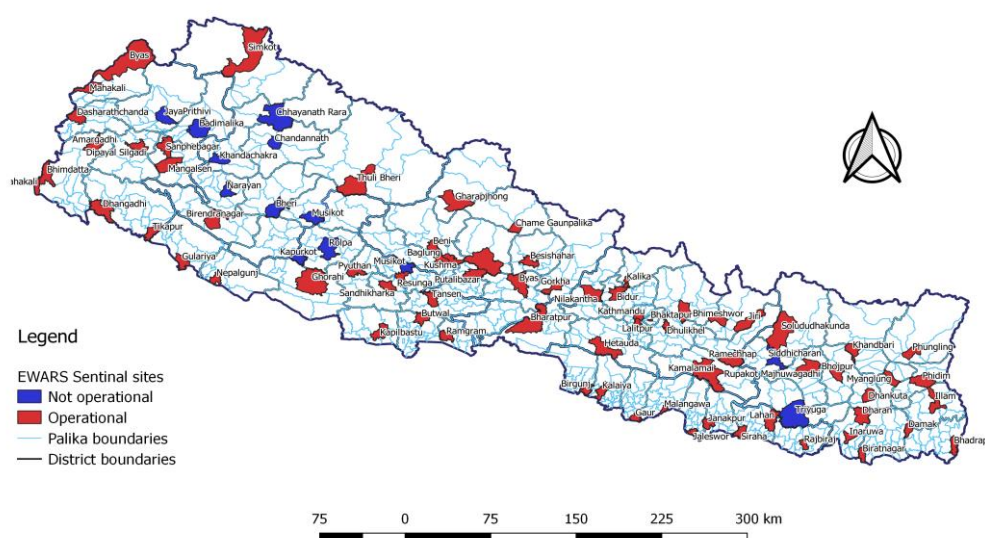 Simkot
Byas
Mahakali
Dasharathchanda
JayaPrithivi
Badimalika
Chhayanath Rara
Chandannath
Amargadhi
Dipayal Silgadi
Sanphebagar
Khandachakra
Mangalsen
Bhimdatta
ahakali
Narayan
Thuli Bheri
Gharapjhong
Dhangadhi
Birendranagar
Bheri
Musikot
Chame Gaunpalika
Tikapur
Gulariya
Nepalgunj
Kapurkot
Rolpa
Ghorahi
Pyuthan
Musikot
Baglung
Beni
Kushma
Besishahar
Sandhikharka
Resunga
Putalibazar
Byas
Gorkha
Tansen
Butwal
Kapilbastu
Ramgram
Bharatpur
Nilakantha
Bidur
Kalika
Kathmandu
Bhaktapur
Bhimeshwor
Jiri
Lalitpur
Dhulikhel
Solududhakunda
Hetauda
Ramechhap
Siddhicharan
Khandbari
Phungling
Kamalamai
Rupakot Majhuwagadhi
Bhojpur
Myanglung
Phidim
Birgunj
Kalaiya
Malangawa
Dhankuta
Illam
Gaur
Janakpur
Lahan
Triyuga
Dharan
Damak
Jaleswor
Siraha
Rajbiraj
Inaruwa
Biratnagar
Bhadrap
Legend
EWARS Sentinal sites
Not operational
Operational
Palika boundaries
District boundaries
75 0 75 150 225 300 km